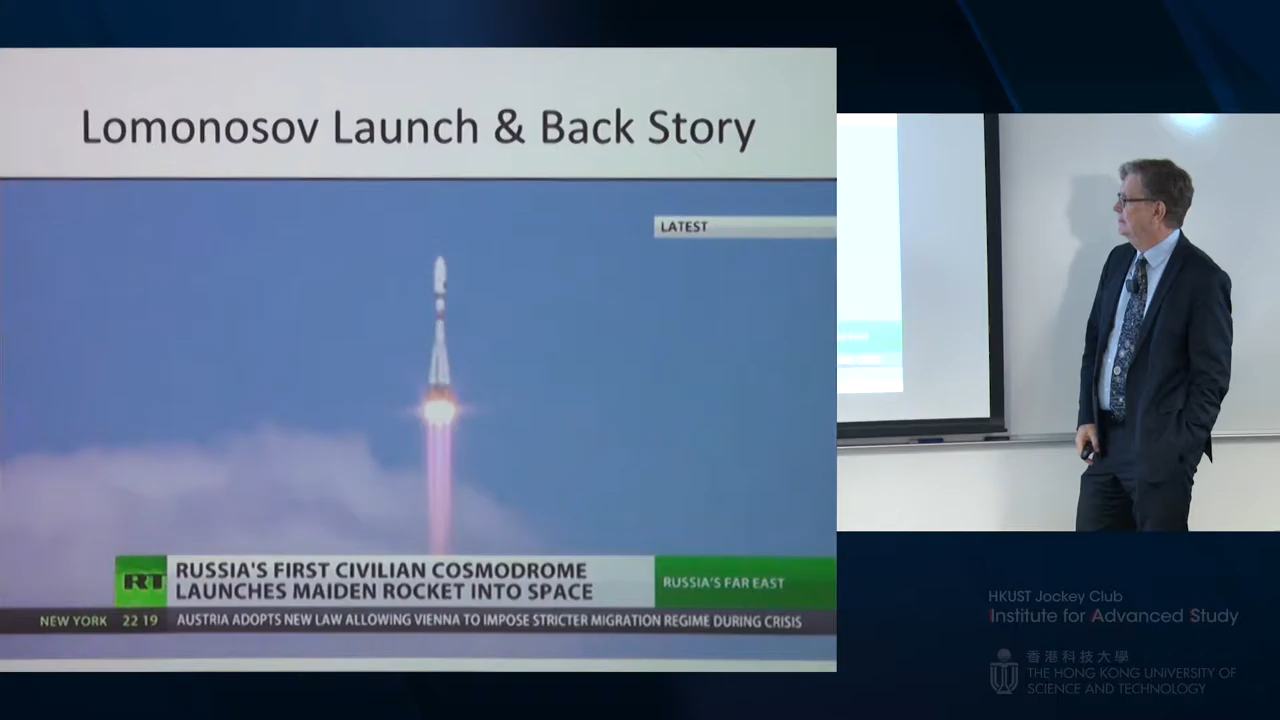 Lomonosov Launch & Back Story
LATEST
RT
RUSSIA'S FIRST CIVILIAN COSMODROME
LAUNCHES MAIDEN ROCKET INTO SPACE
RUSSIA'S FAR EAST
NEW YORK 22 19 AUSTRIA ADOPTS NEW LAW ALLOWING VIENNA TO IMPOSE STRICTER MIGRATION REGIME DURING CRISIS
HKUST Jockey Club
Institute for Advanced Study
香港科技大學
THE HONG KONG UNIVERSITY OF
SCIENCE AND TECHNOLOGY